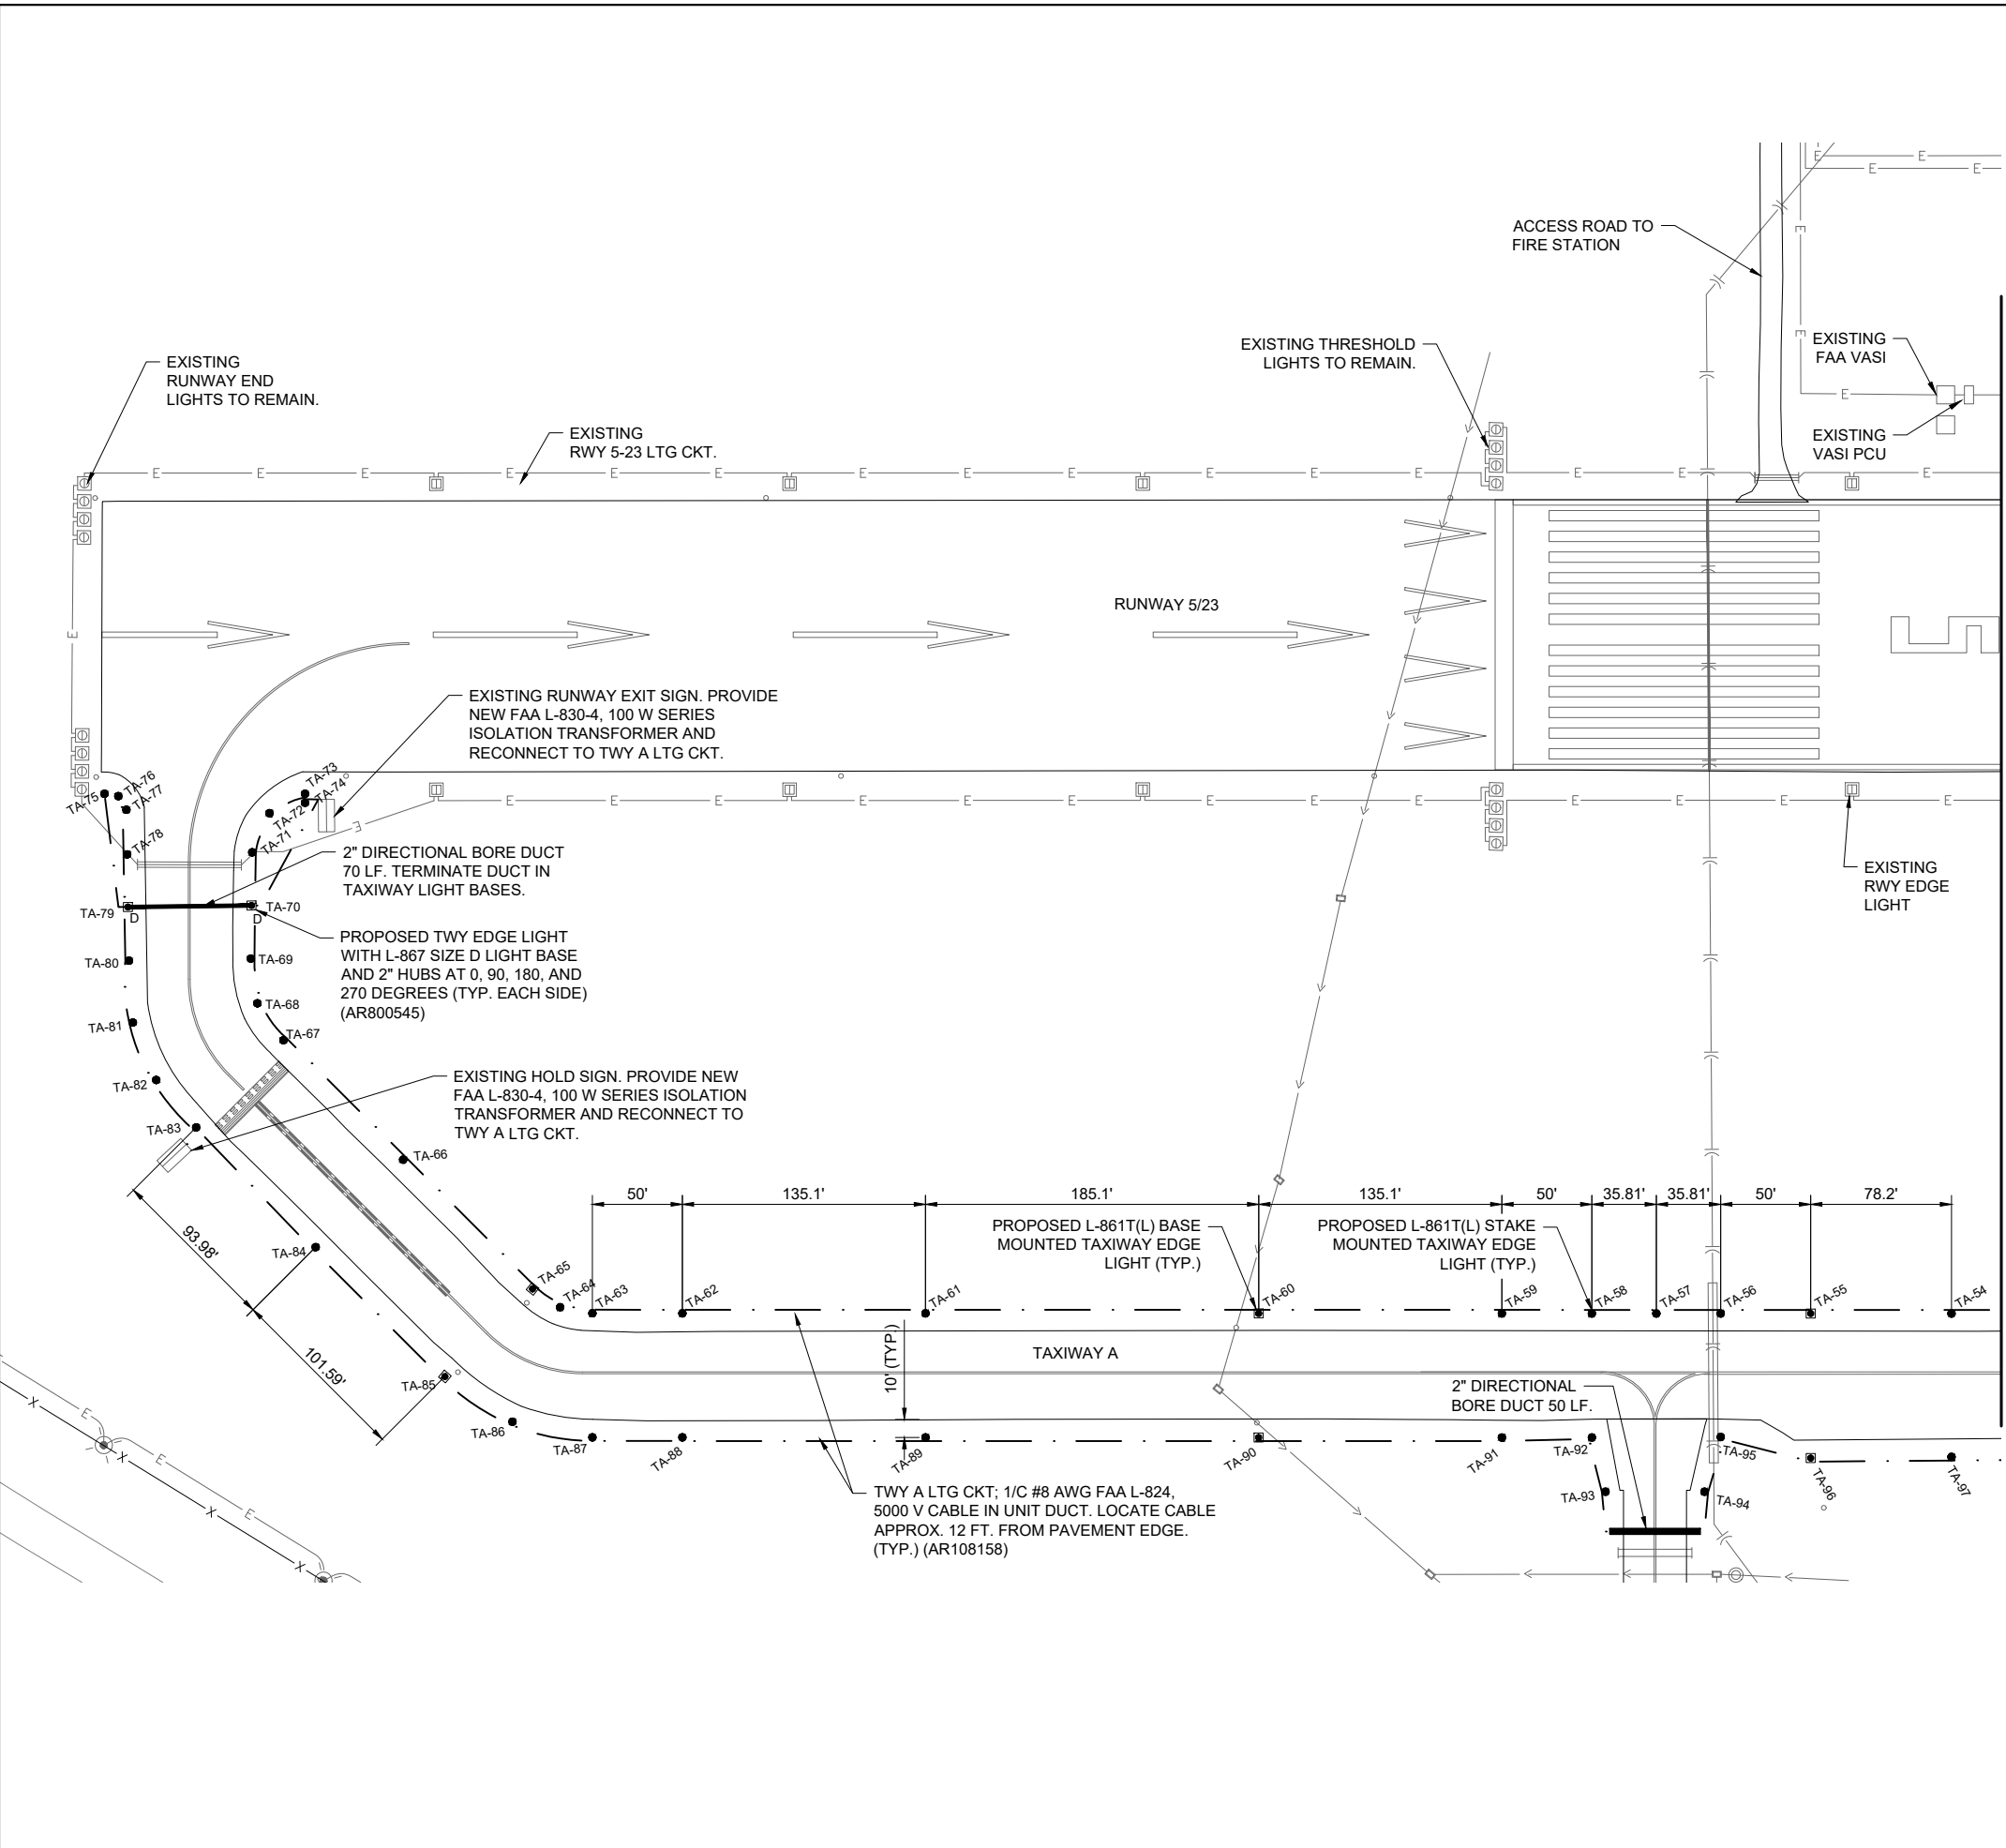 ACCESS ROAD TO
FIRE STATION
EXISTING
FAA VASI
EXISTING THRESHOLD
LIGHTS TO REMAIN.
EXISTING
RUNWAY END
LIGHTS TO REMAIN.
EXISTING
RWY 5-23 LTG CKT.
EXISTING
VASI PCU
RUNWAY 5/23
EXISTING RUNWAY EXIT SIGN. PROVIDE
NEW FAA L-830-4, 100 W SERIES
ISOLATION TRANSFORMER AND
RECONNECT TO TWY A LTG CKT.
TA-73
TA-74
TA-76
TA-75
TA-77
TA-72
TA-78
TA-71
2" DIRECTIONAL BORE DUCT
70 LF. TERMINATE DUCT IN
TAXIWAY LIGHT BASES.
EXISTING
RWY EDGE
LIGHT
TA-79
D
TA-70
D
PROPOSED TWY EDGE LIGHT
WITH L-867 SIZE D LIGHT BASE
AND 2" HUBS AT 0, 90, 180, AND
270 DEGREES (TYP. EACH SIDE)
(AR800545)
TA-80
TA-69
TA-68
TA-81
TA-67
EXISTING HOLD SIGN. PROVIDE NEW
FAA L-830-4, 100 W SERIES ISOLATION
TRANSFORMER AND RECONNECT TO
TWY A LTG CKT.
TA-82
TA-83
TA-66
50'
135.1'
185.1'
135.1'
50'
35.81'
35.81'
50'
78.2'
PROPOSED L-861T(L) BASE
MOUNTED TAXIWAY EDGE
LIGHT (TYP.)
PROPOSED L-861T(L) STAKE
MOUNTED TAXIWAY EDGE
LIGHT (TYP.)
93.98'
TA-84
TA-65
TA-64
TA-63
TA-62
TA-61
TA-60
TA-59
TA-58
TA-57
TA-56
TA-55
TA-54
10' (TYP.)
TAXIWAY A
101.59'
TA-85
2" DIRECTIONAL
BORE DUCT 50 LF.
TA-86
TA-87
TA-88
TA-89
TA-90
TA-91
TA-92
TA-95
TA-96
TA-97
TA-93
TA-94
TWY A LTG CKT; 1/C #8 AWG FAA L-824,
5000 V CABLE IN UNIT DUCT. LOCATE CABLE
APPROX. 12 FT. FROM PAVEMENT EDGE.
(TYP.) (AR108158)